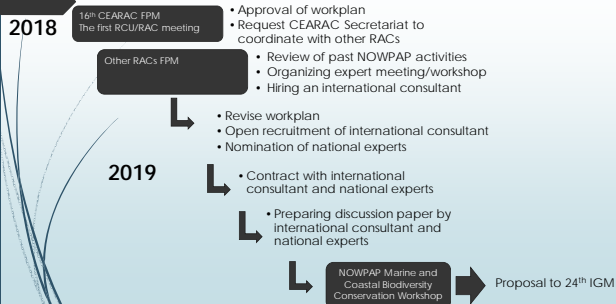 2018
16th CEARAC FPM
The first RCU/RAC meeting
• Approval of workplan
• Request CEARAC Secretariat to
coordinate with other RACs
Other RACs FPM
• Review of past NOWPAP activities
• Organizing expert meeting/workshop
• Hiring an international consultant
• Revise workplan
• Open recruitment of international consultant
• Nomination of national experts
2019
• Contract with international
consultant and national experts
• Preparing discussion paper by
international consultant and
national experts
NOWPAP Marine and
Coastal Biodiversity
Conservation Workshop
Proposal to 24th IGM